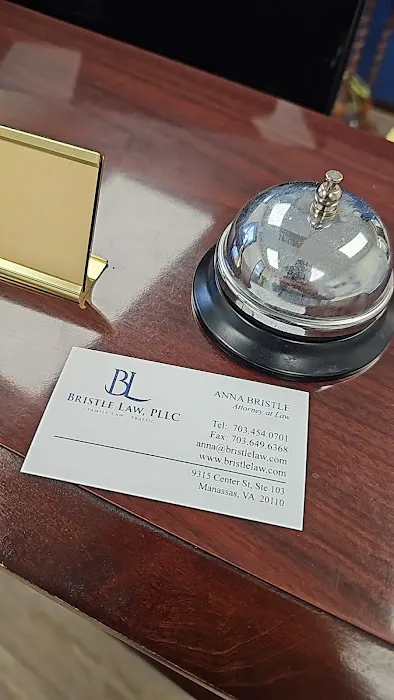 BL
BRISTLE LAW, PLLC
FAMILY LAW TRAFFIC
ANNA BRISTLE
Attorney at Law
Tel: 703.454.0701
Fax: 703.649.6368
anna@bristlelaw.com
www.bristlelaw.com
9315 Center St, Ste 103
Manassas, VA 20110